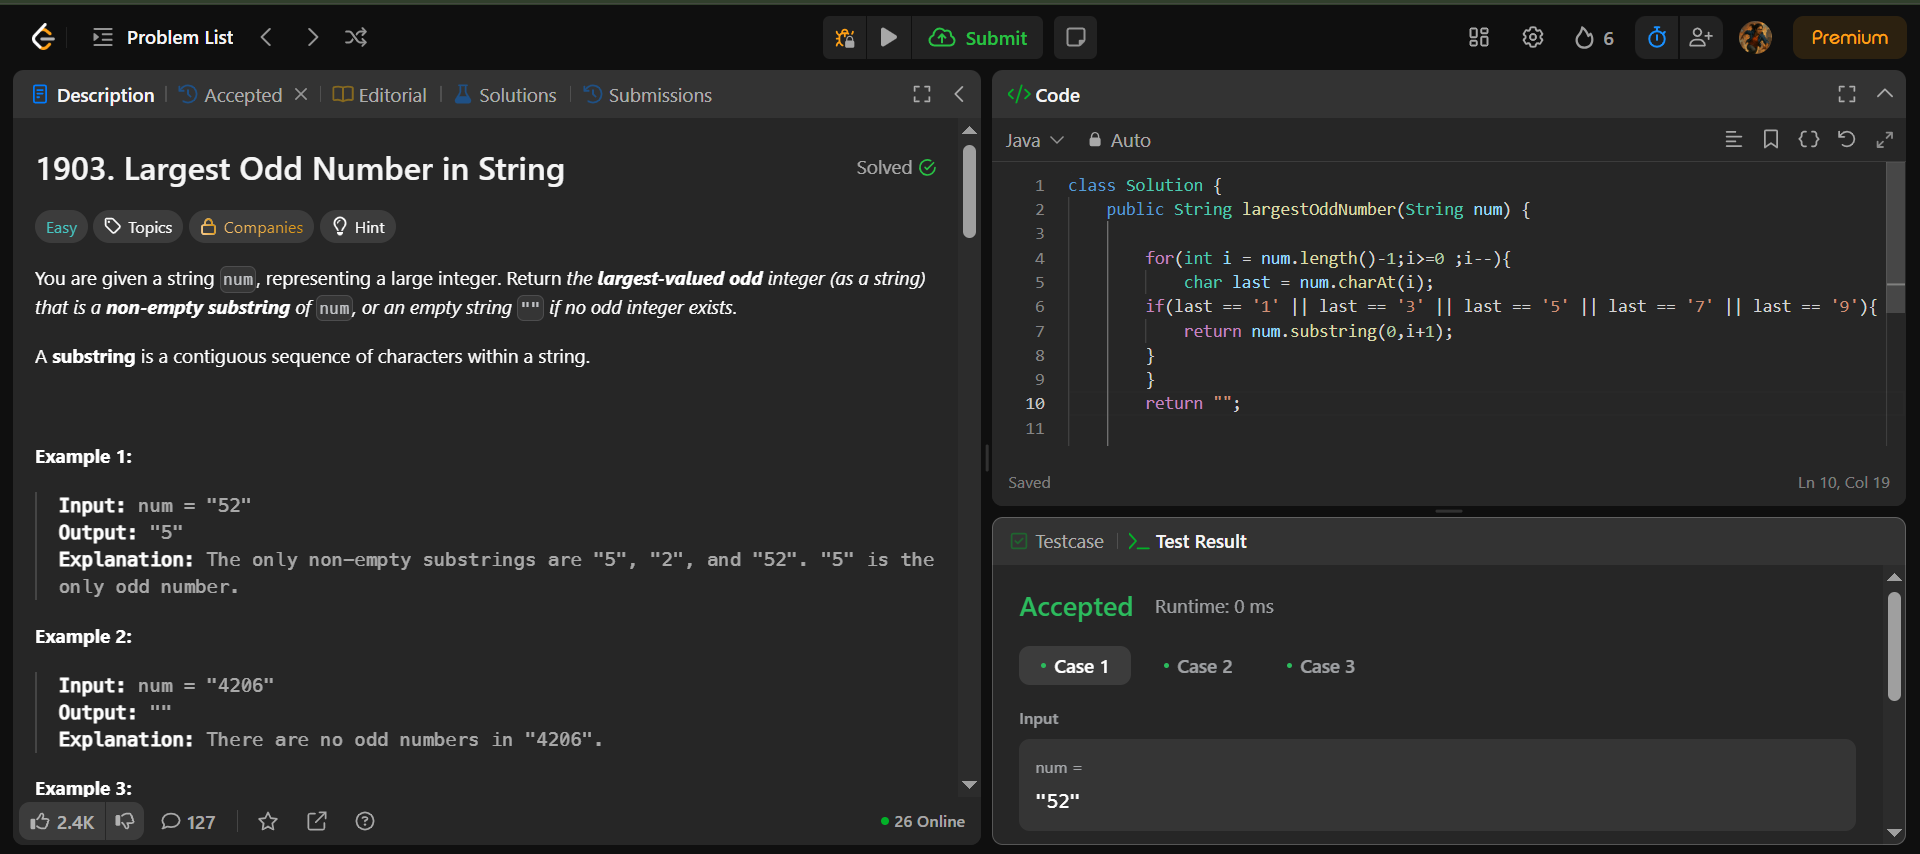 Problem List
Submit
6
Premium
Description
Accepted
Editorial
Solutions
Submissions
1903. Largest Odd Number in String
Solved
Easy
Topics
Companies
Hint
You are given a string num, representing a large integer. Return the largest-valued odd integer (as a string)
that is a non-empty substring of num, or an empty string "" if no odd integer exists.
A substring is a contiguous sequence of characters within a string.
Example 1:
Input: num = "52"
Output: "5"
Explanation: The only non-empty substrings are "5", "2", and "52". "5" is the
only odd number.
Example 2:
Input: num = "4206"
Output: ""
Explanation: There are no odd numbers in "4206".
Example 3:
2.4K
127
26 Online
</> Code
Java
Auto
1 class Solution {
2 public String largestOddNumber(String num) {
3
4 for(int i = num.length()-1;i>=0 ;i--){
5 char last = num.charAt(i);
6 if(last == '1' || last == '3' || last == '5' || last == '7' || last == '9'){
7 return num.substring(0,i+1);
8 }
9 }
10 return "";
11
Saved
Ln 10, Col 19
Testcase
>_ Test Result
Accepted
Runtime: 0 ms
• Case 1
• Case 2
• Case 3
Input
num =
"52"